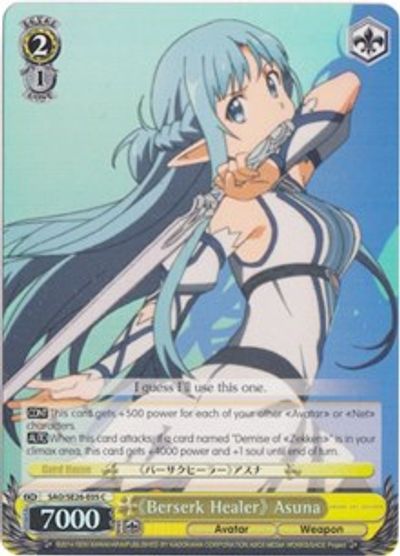 2
1
I guess I'll use this one.
CONT This card gets +500 power for each of your other «Avatar» or «Net»
characters.
AUTO When this card attacks, if a card named "Demise of «Zekken»" is in your
climax area, this card gets +4000 power and +1 soul until end of turn.
《バーサクヒーラー》アスナ
SAO/SE26-E05 C
7000
《Berserk Healer》 Asuna
Avatar
Weapon